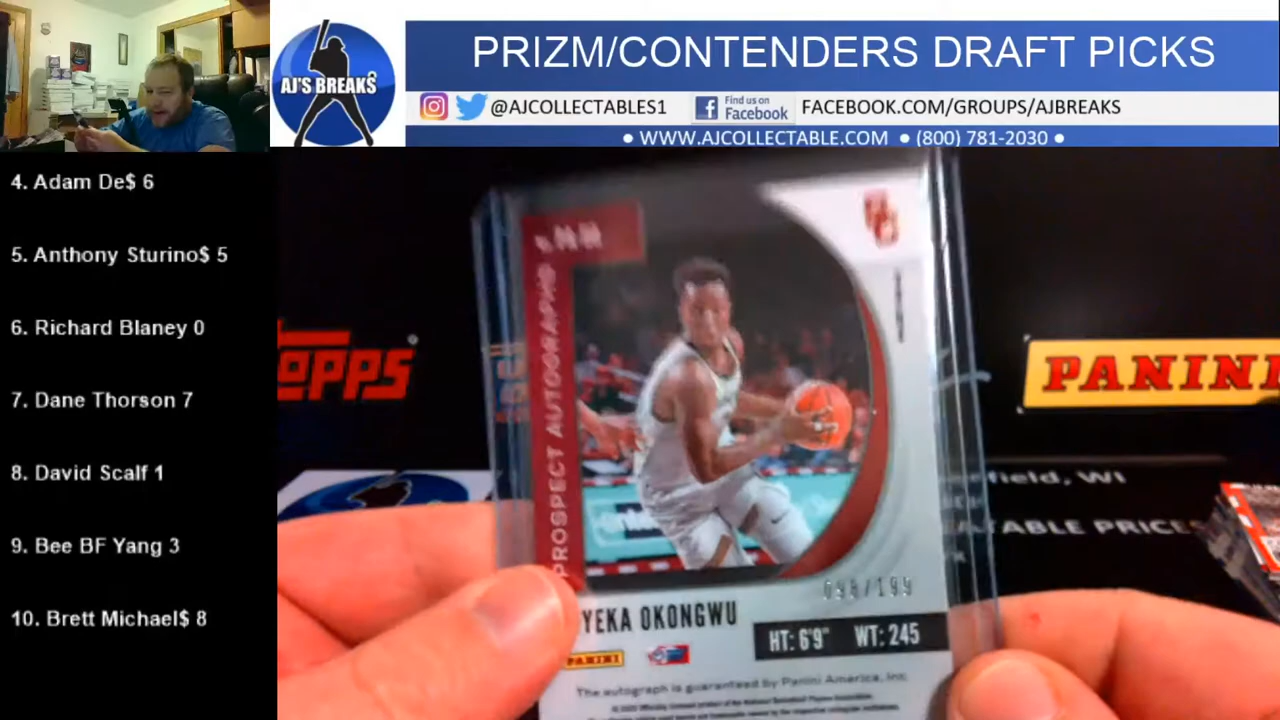 AJ'S BREAKS
PRIZM/CONTENDERS DRAFT PICKS
@AJCOLLECTABLES1
Find us on
Facebook
FACEBOOK.COM/GROUPS/AJBREAKS
• WWW.AJCOLLECTABLE.COM • (800) 781-2030 •
4. Adam De$ 6
5. Anthony Sturino$ 5
6. Richard Blaney 0
7. Dane Thorson 7
8. David Scalf 1
9. Bee BF Yang 3
10. Brett Michael$ 8
OPPS
PANINI
PROSPECT AUTOGRAPHS
/199
YEKA OKONGWU
HT: 6'9" WT: 245
PANINI
The autograph is guaranteed by Panini America, Inc
field, WI
TABLE PRICES